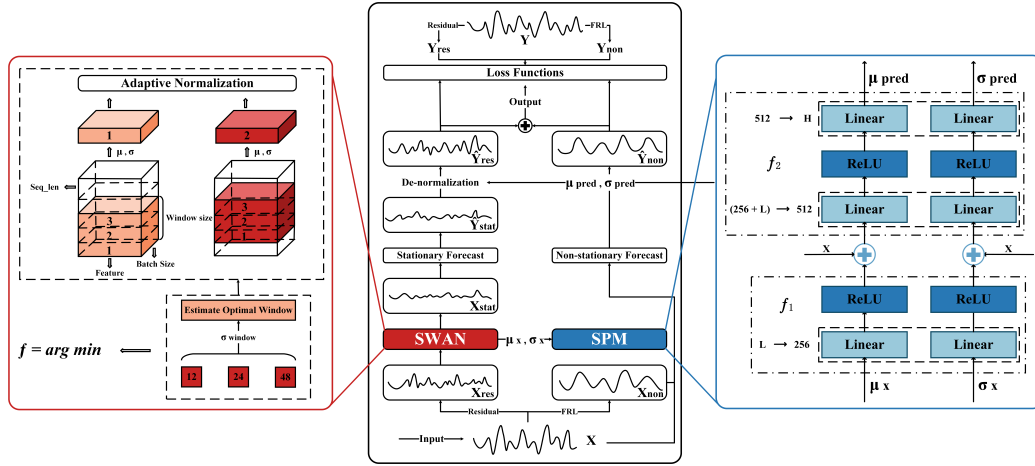 Adaptive Normalization
1
2
μ , σ
μ , σ
Seq_len
3
2
1
Window size
3
2
1
Batch Size
Feature
Estimate Optimal Window
σ window
12
24
48
f = arg min
Residual
Y
FRL
Yres
Ynon
Loss Functions
Output
Ŷres
Ŷnon
De-normalization
μ pred , σ pred
Ŷstat
Stationary Forecast
Non-stationary Forecast
Xstat
SWAN
μ x , σ x
SPM
Xres
Xnon
Residual
FRL
Input
X
μ pred
σ pred
512 → H
Linear
Linear
f2
ReLU
ReLU
(256 + L) → 512
Linear
Linear
X
X
f1
ReLU
ReLU
L → 256
Linear
Linear
μ x
σ x